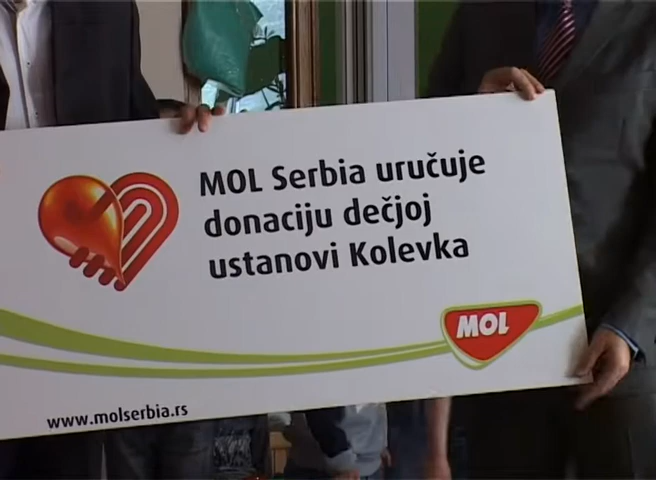 MOL Serbia uručuje
donaciju dečjoj
ustanovi Kolevka
MOL
www.molserbia.rs